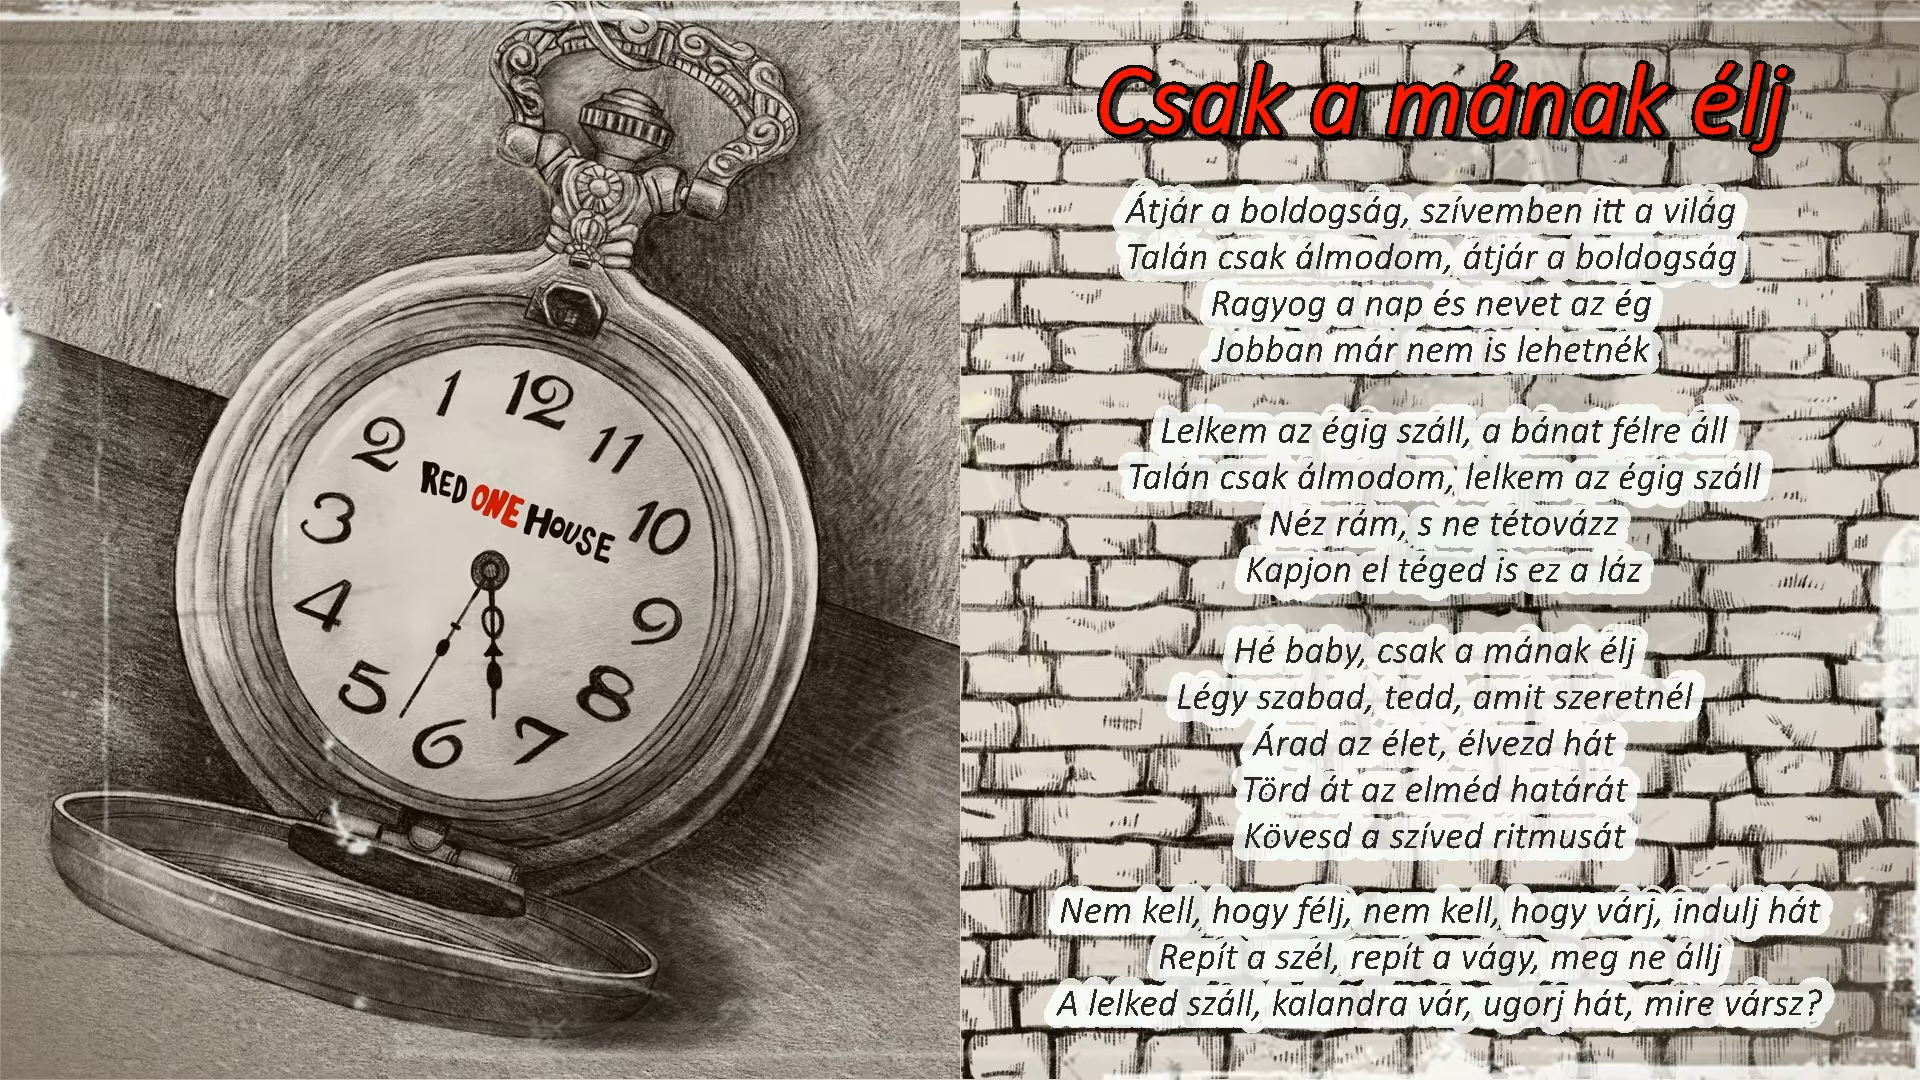 1 12 11
2 10
RED ONE HOUSE
3
4 9
5 8
6 7
Csak a mának élj
Átjár a boldogság, szívemben itt a világ
Talán csak álmodom, átjár a boldogság
Ragyog a nap és nevet az ég
Jobban már nem is lehetnék
Lelkem az égig száll, a bánat félre áll
Talán csak álmodom, lelkem az égig száll
Néz rám, s ne tétovázz
Kapjon el téged is ez a láz
Hé baby, csak a mának élj
Légy szabad, tedd, amit szeretnél
Árad az élet, élvezd hát
Törd át az elméd határát
Kövesd a szíved ritmusát
Nem kell, hogy félj, nem kell, hogy várj, indulj hát
Repít a szél, repít a vágy, meg ne állj
A lelked száll, kalandra vár, ugorj hát, mire vársz?